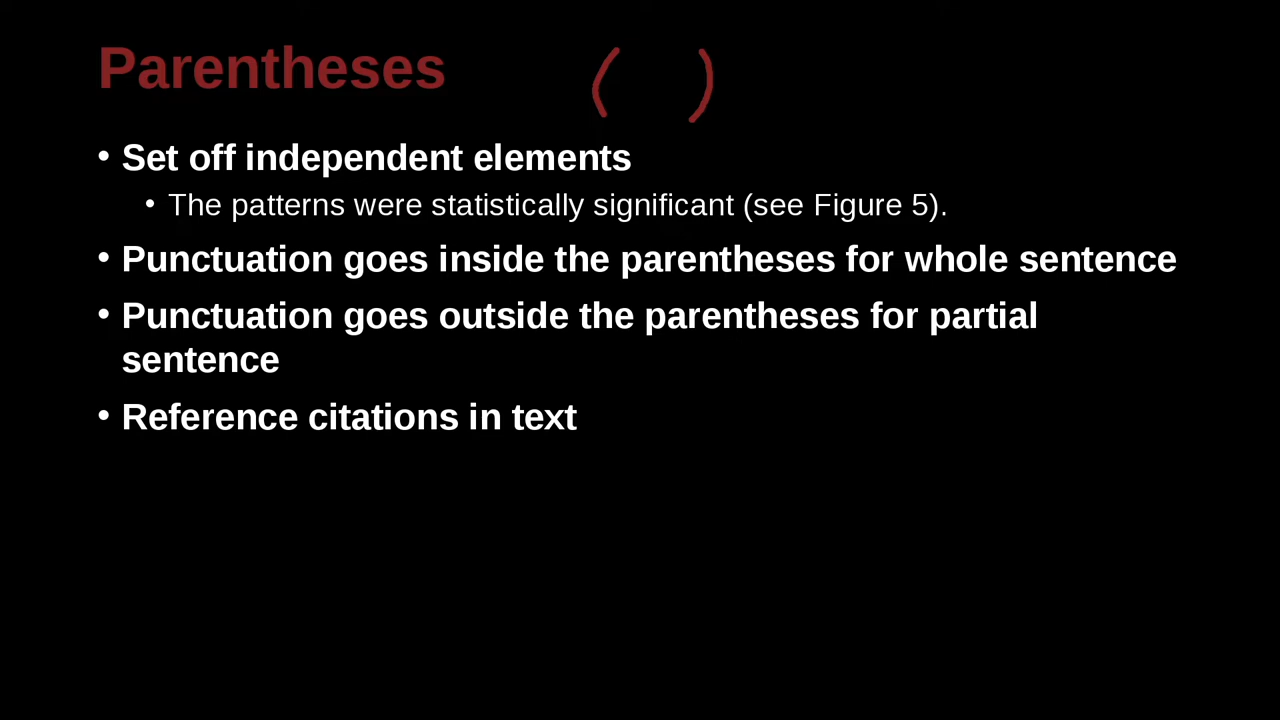 Parentheses ( )
• Set off independent elements
• The patterns were statistically significant (see Figure 5).
• Punctuation goes inside the parentheses for whole sentence
• Punctuation goes outside the parentheses for partial
sentence
• Reference citations in text